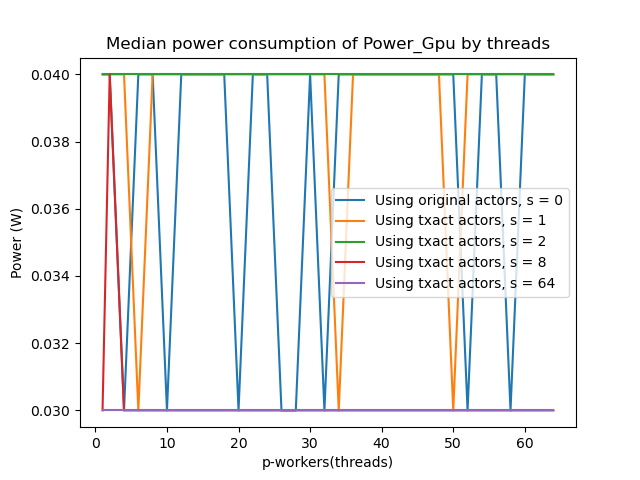 Median power consumption of Power_Gpu by threads
Power (W)
0.040
0.038
0.036
0.034
0.032
0.030
Using original actors, s = 0
Using txact actors, s = 1
Using txact actors, s = 2
Using txact actors, s = 8
Using txact actors, s = 64
0 10 20 30 40 50 60
p-workers(threads)